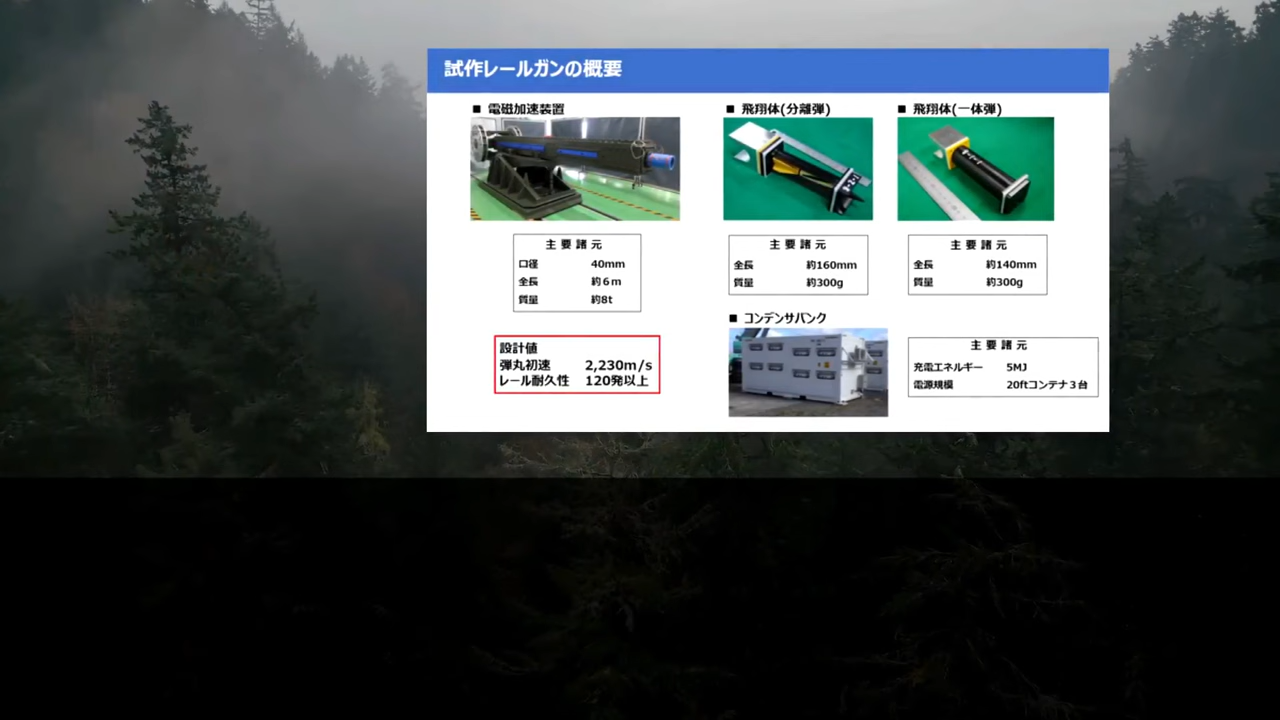 試作レールガンの概要
■ 電磁加速装置
主要諸元
口径 40mm
全長 約6m
質量 約8t
設計値
弾丸初速 2,230m/s
レール耐久性 120発以上
■ 飛翔体(分離弾)
主要諸元
全長 約160mm
質量 約300g
■ 飛翔体(一体弾)
主要諸元
全長 約140mm
質量 約300g
■ コンデンサバンク
主要諸元
充電エネルギー 5MJ
電源規模 20ftコンテナ3台